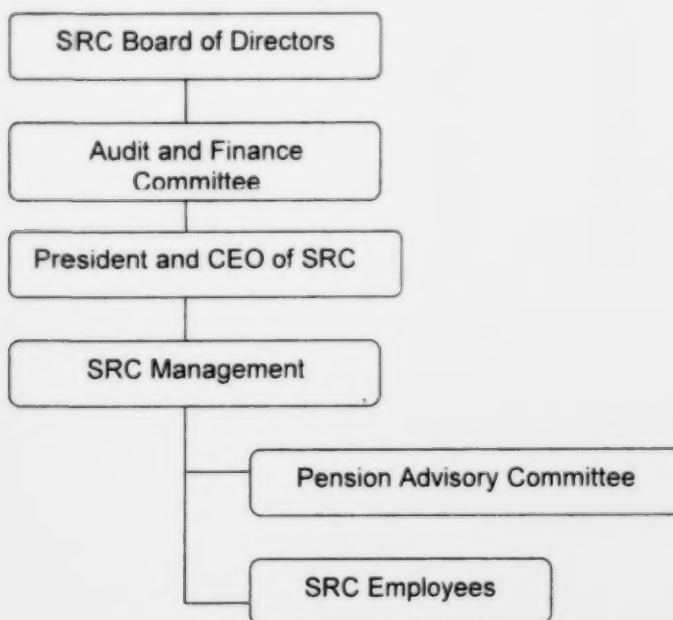 SRC Board of Directors
Audit and Finance
Committee
President and CEO of SRC
SRC Management
Pension Advisory Committee
SRC Employees